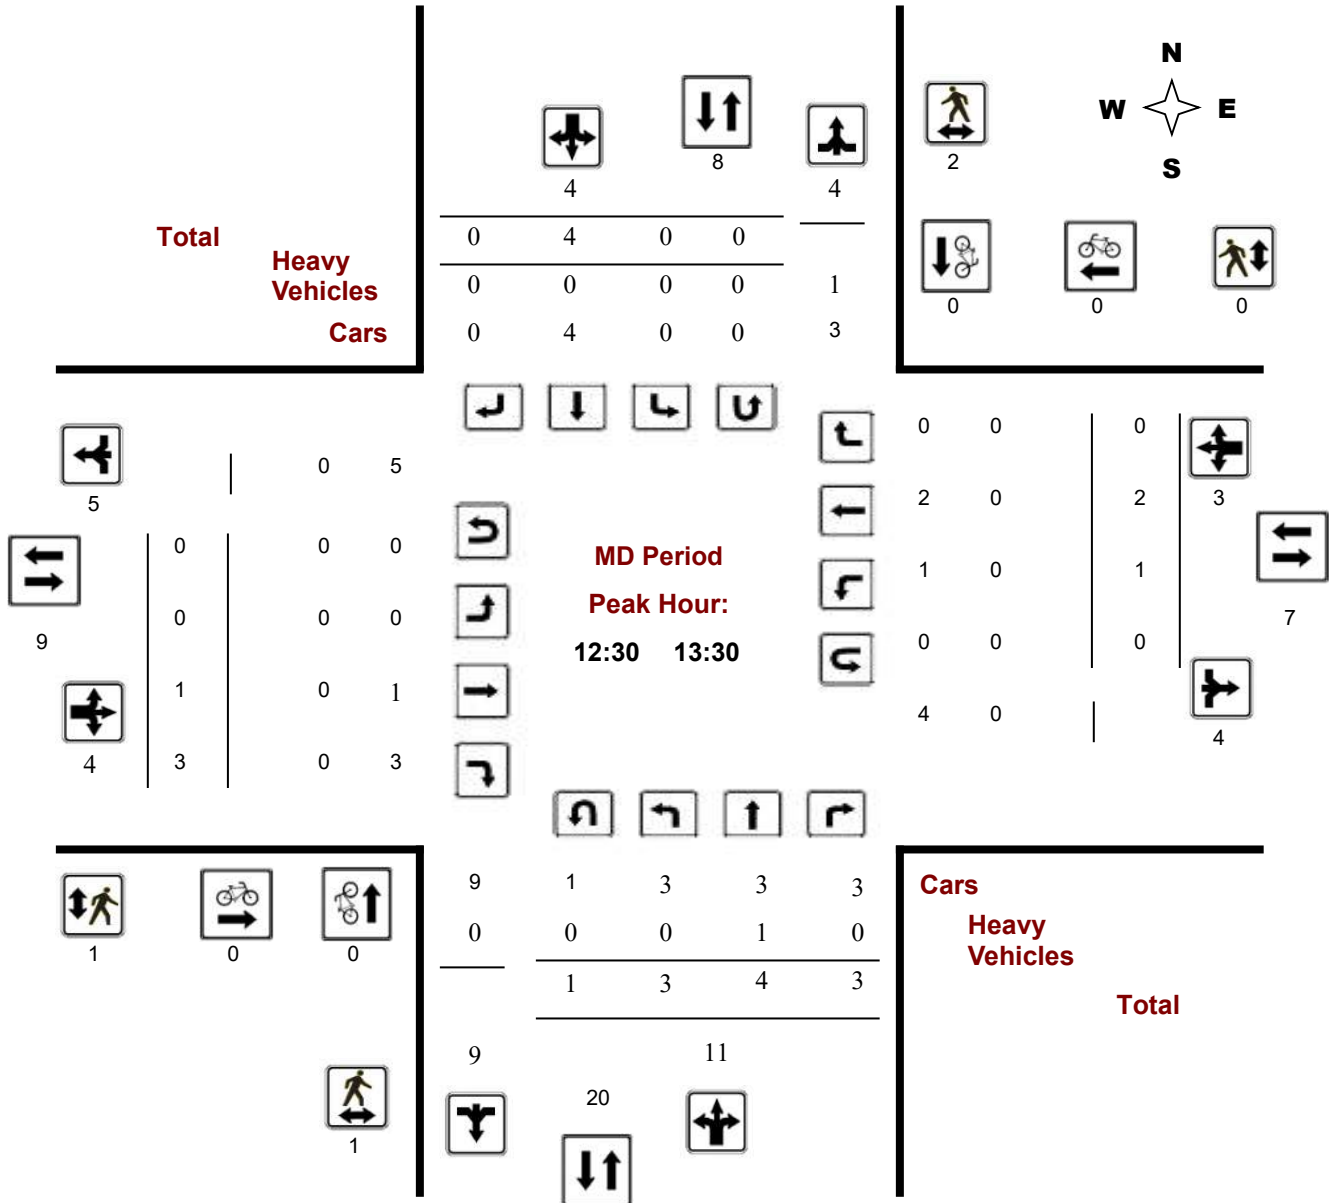 N
W E
S
8
2
4 4
Total 0 4 0 0
Heavy
Vehicles 0 0 0 0 1
Cars 0 4 0 0 3
0 0 0
0 0 0
0 5
5
2 0 2 3
0 0 0
MD Period
1 0 1
Peak Hour:
0 0 0 7
9
12:30 13:30
0 0 0
1 0 1
4 0
4
4 3 0 3
9 1 3 3 3 Cars
0 0 0 1 0 Heavy
Vehicles
1 0 0
1 3 4 3
Total
9 11
20
1